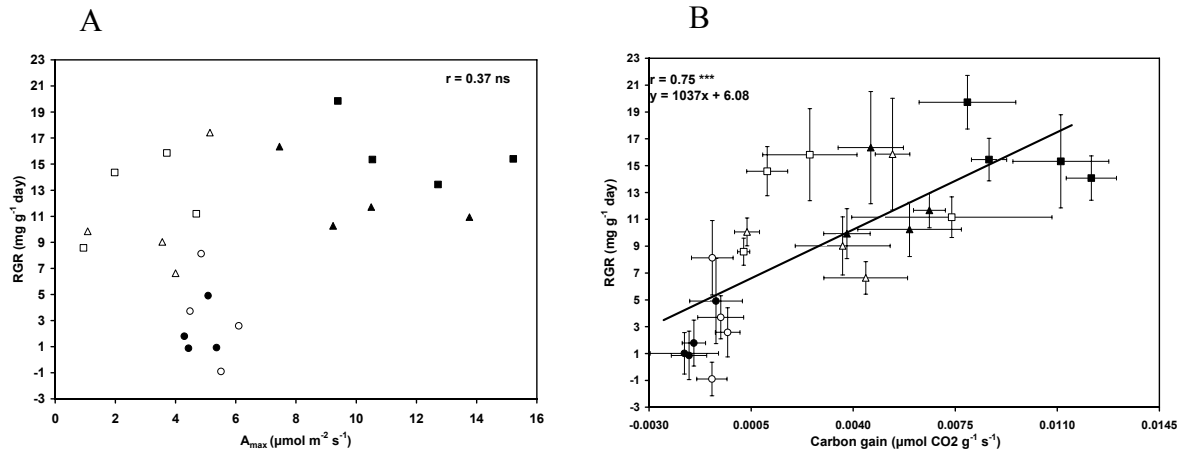 A
B
23
21
19
17
15
13
11
9
7
5
3
1
-1
-3
RGR (mg g⁻¹ day)
r = 0.37 ns
0 2 4 6 8 10 12 14 16
Amax (µmol m⁻² s⁻¹)
23
21
19
17
15
13
11
9
7
5
3
1
-1
-3
RGR (mg g⁻¹ day)
r = 0.75 ***
y = 1037x + 6.08
-0.0030 0.0005 0.0040 0.0075 0.0110 0.0145
Carbon gain (µmol CO2 g⁻¹ s⁻¹)